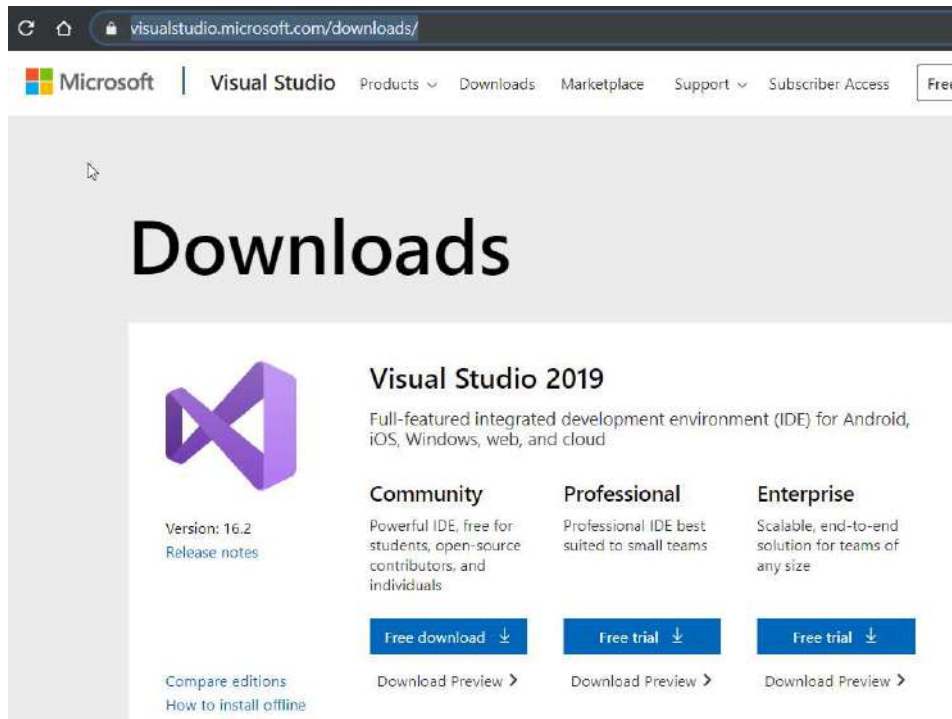 visualstudio.microsoft.com/downloads/
Microsoft | Visual Studio Products Downloads Marketplace Support Subscriber Access
Downloads
Visual Studio 2019
Full-featured integrated development environment (IDE) for Android,
iOS, Windows, web, and cloud
Version: 16.2
Release notes
Community
Powerful IDE, free for
students, open-source
contributors, and
individuals
Free download
Download Preview
Professional
Professional IDE best
suited to small teams
Free trial
Download Preview
Enterprise
Scalable, end-to-end
solution for teams of
any size
Free trial
Download Preview
Compare editions
How to install offline